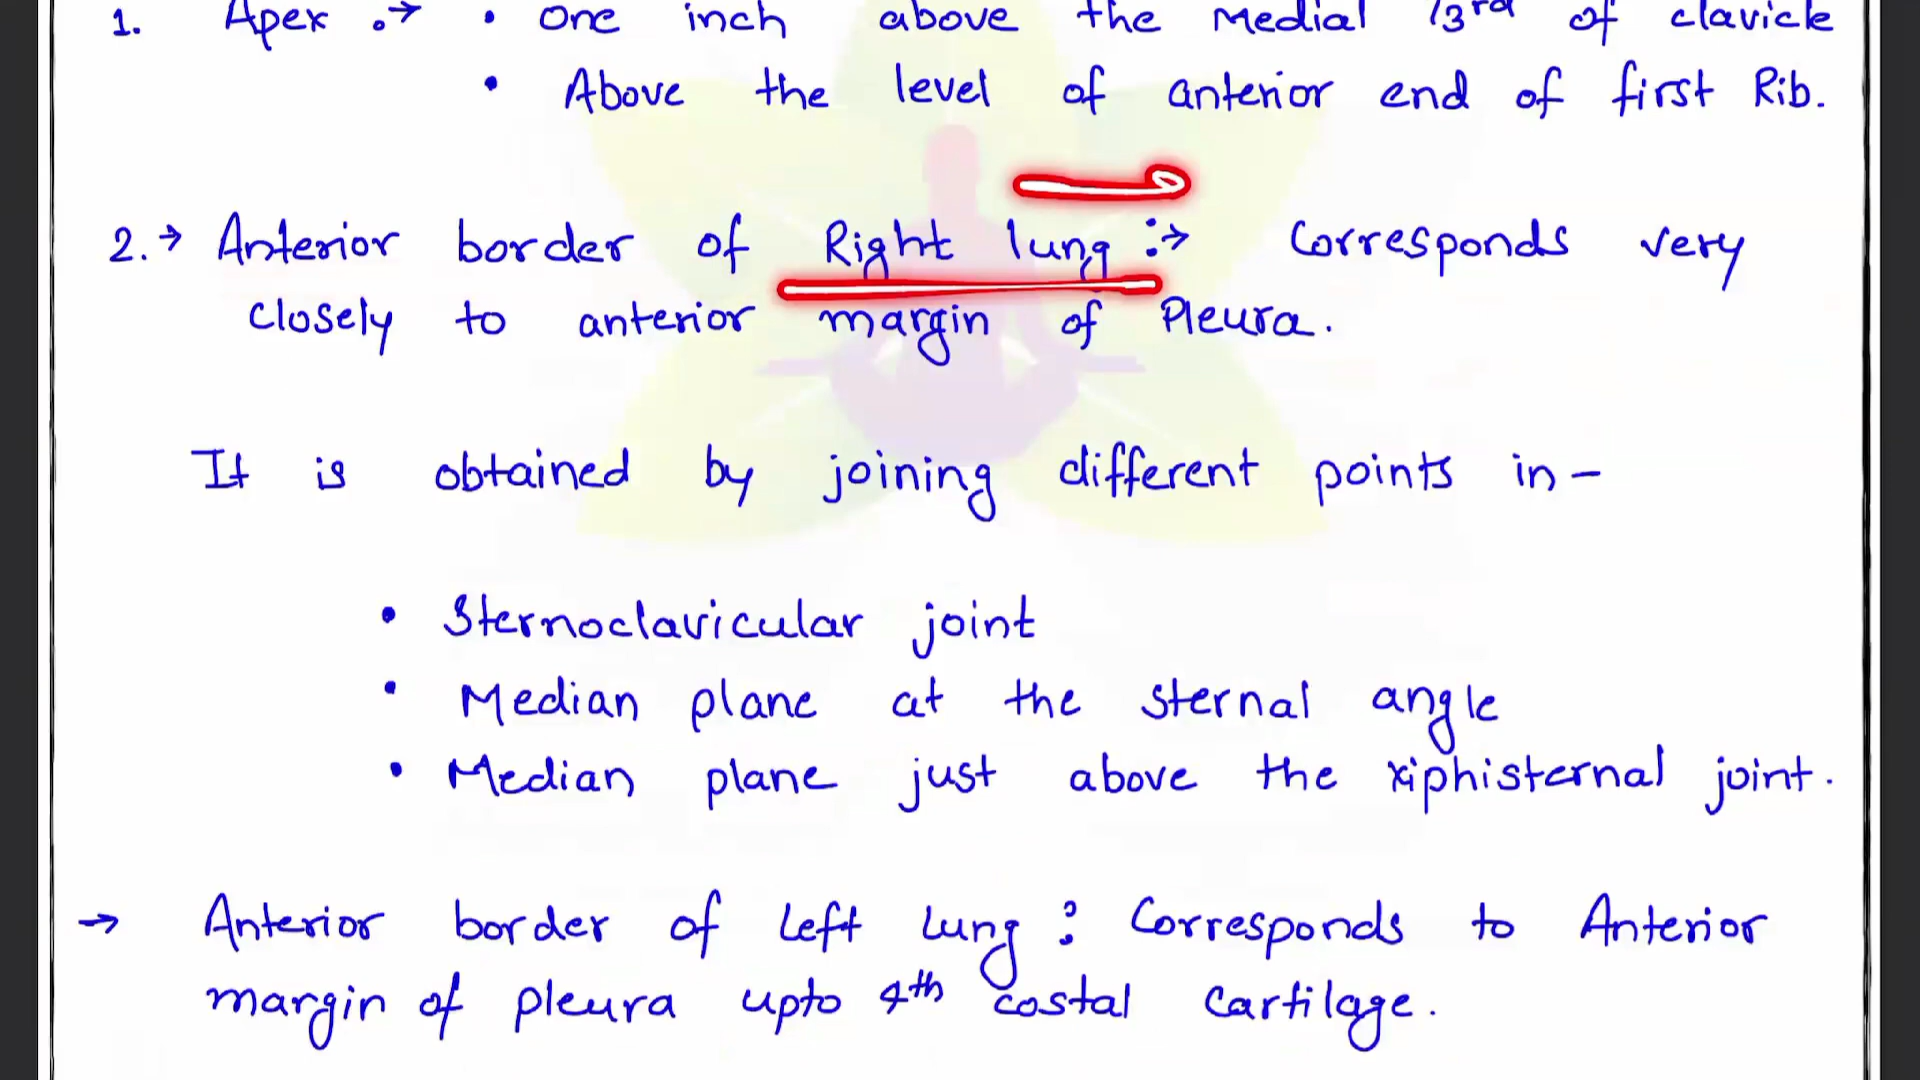 1. Apex :→ • One inch above the Medial 1/3rd of clavicle
• Above the level of anterior end of first Rib.
2.→ Anterior border of Right lung :→ Corresponds very
closely to anterior margin of Pleura.
It is obtained by joining different points in –
• Sternoclavicular joint
• Median plane at the sternal angle
• Median plane just above the xiphisternal joint.
→ Anterior border of Left Lung : Corresponds to Anterior
margin of pleura upto 4th costal cartilage.